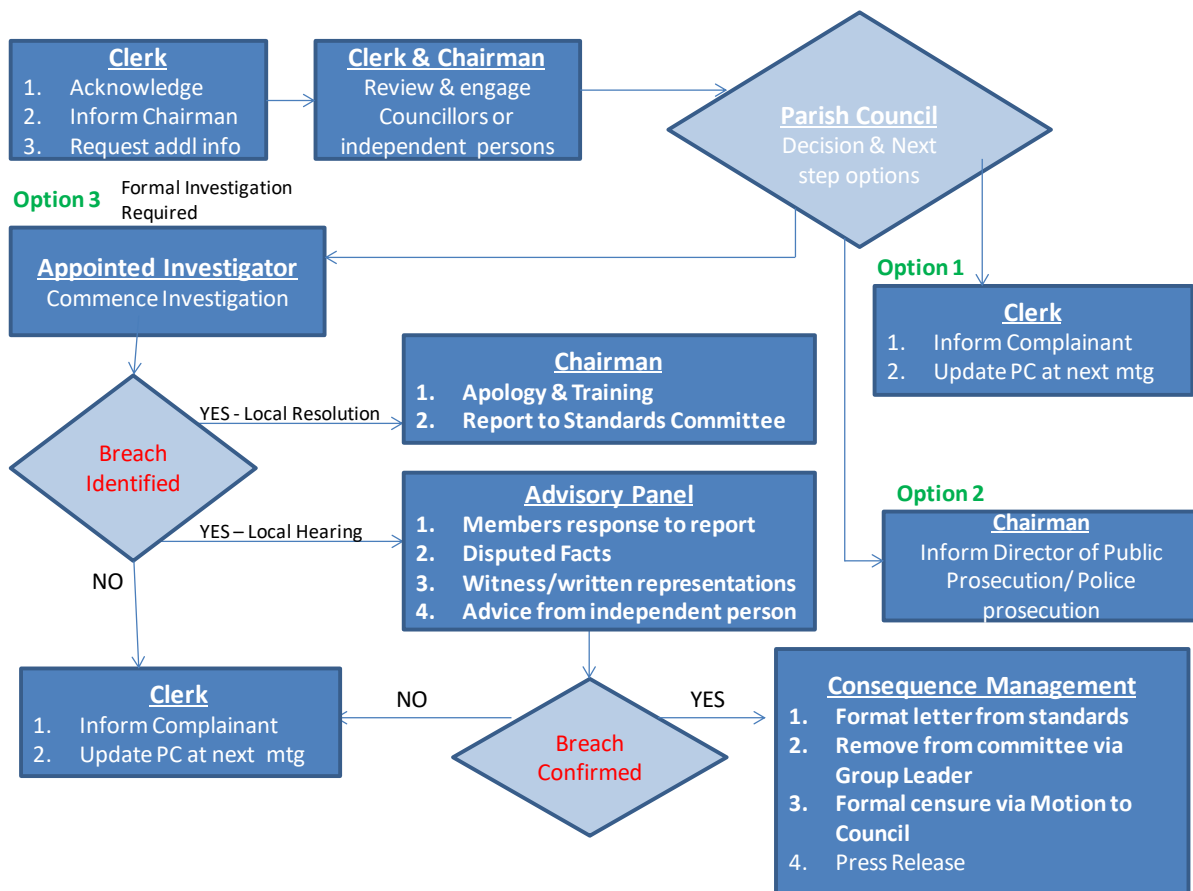 Clerk
1. Acknowledge
2. Inform Chairman
3. Request addl info
Clerk & Chairman
Review & engage
Councillors or
independent persons
Parish Council
Decision & Next
step options
Option 3
Formal Investigation
Required
Appointed Investigator
Commence Investigation
Option 1
Clerk
1. Inform Complainant
2. Update PC at next mtg
Breach
Identified
YES - Local Resolution
Chairman
1. Apology & Training
2. Report to Standards Committee
YES – Local Hearing
Advisory Panel
1. Members response to report
2. Disputed Facts
3. Witness/written representations
4. Advice from independent person
Option 2
Chairman
Inform Director of Public
Prosecution/ Police
prosecution
NO
Clerk
1. Inform Complainant
2. Update PC at next mtg
NO
Breach
Confirmed
YES
Consequence Management
1. Format letter from standards
2. Remove from committee via
Group Leader
3. Formal censure via Motion to
Council
4. Press Release